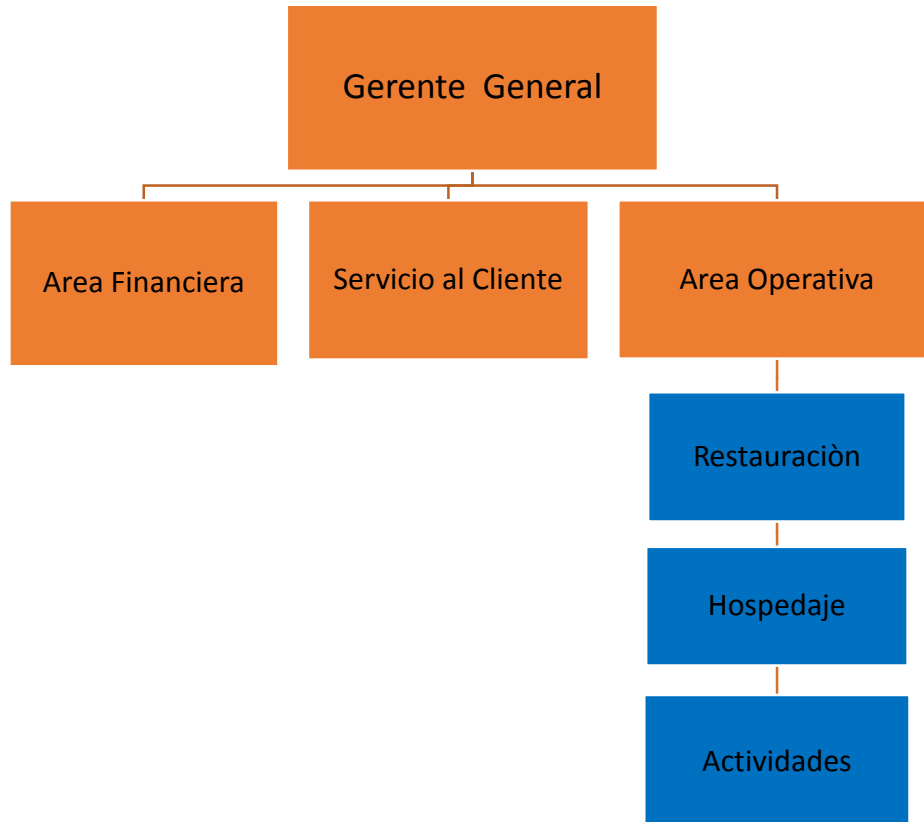 Gerente  General
Area Financiera
Servicio al Cliente
Area Operativa
Restauraciòn
Hospedaje
Actividades